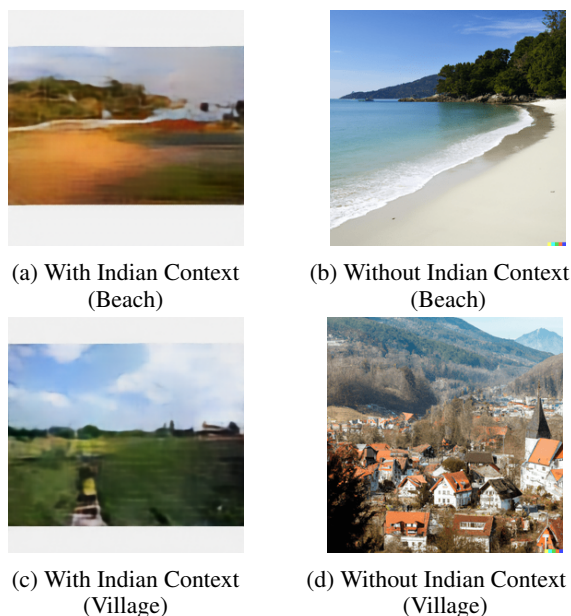 (a) With Indian Context
(Beach)
(b) Without Indian Context
(Beach)
(c) With Indian Context
(Village)
(d) Without Indian Context
(Village)